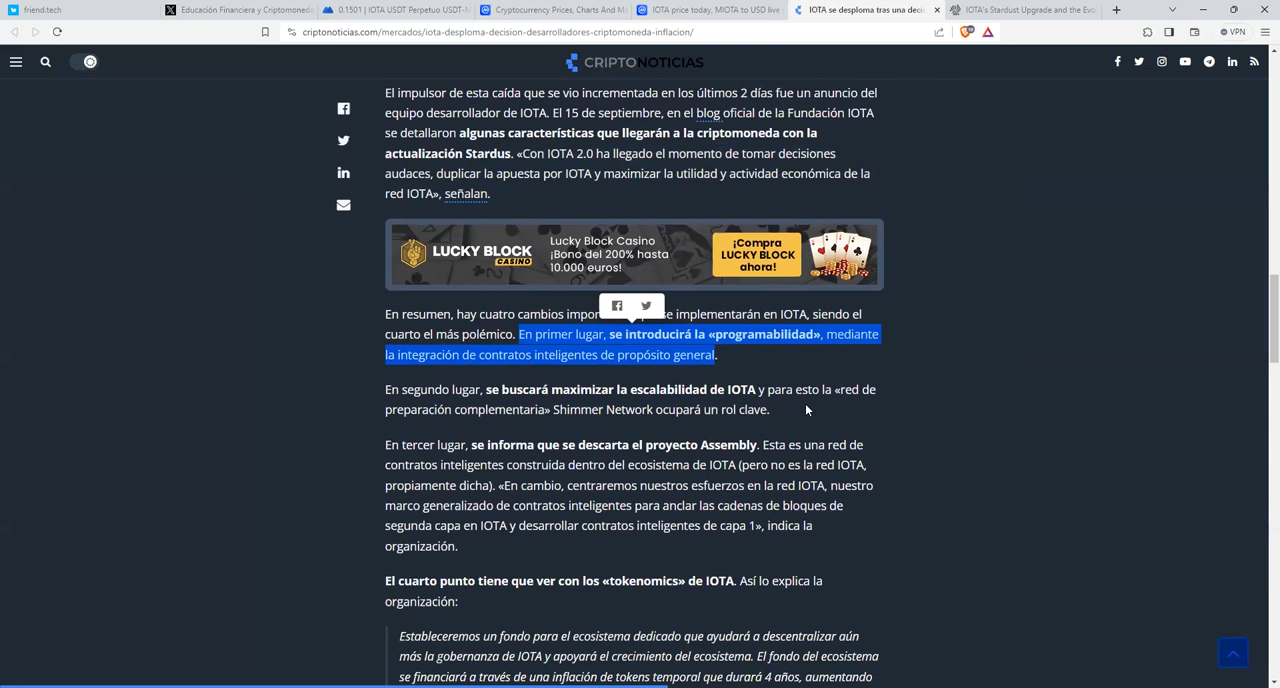 friend.tech
Educación Financiera y Criptomoned
0.1501 | IOTA USDT Perpetuo USDT-M
Cryptocurrency Prices, Charts And M
IOTA price today, MIOTA to USD live
IOTA se desploma tras una deci
IOTA's Stardust Upgrade and the Evo
criptonoticias.com/mercados/iota-desploma-decision-desarrolladores-criptomoneda-inflacion/
VPN
CRIPTONOTICIAS
El impulsor de esta caída que se vio incrementada en los últimos 2 días fue un anuncio del
equipo desarrollador de IOTA. El 15 de septiembre, en el blog oficial de la Fundación IOTA
se detallaron algunas características que llegarán a la criptomoneda con la
actualización Stardus. «Con IOTA 2.0 ha llegado el momento de tomar decisiones
audaces, duplicar la apuesta por IOTA y maximizar la utilidad y actividad económica de la
red IOTA», señalan.
LUCKY BLOCK
CASINO
Lucky Block Casino
¡Bono del 200% hasta
10.000 euros!
¡Compra
LUCKY BLOCK
ahora!
En resumen, hay cuatro cambios impor se implementarán en IOTA, siendo el
cuarto el más polémico. En primer lugar, se introducirá la «programabilidad», mediante
la integración de contratos inteligentes de propósito general.
En segundo lugar, se buscará maximizar la escalabilidad de IOTA y para esto la «red de
preparación complementaria» Shimmer Network ocupará un rol clave.
En tercer lugar, se informa que se descarta el proyecto Assembly. Esta es una red de
contratos inteligentes construida dentro del ecosistema de IOTA (pero no es la red IOTA,
propiamente dicha). «En cambio, centraremos nuestros esfuerzos en la red IOTA, nuestro
marco generalizado de contratos inteligentes para anclar las cadenas de bloques de
segunda capa en IOTA y desarrollar contratos inteligentes de capa 1», indica la
organización.
El cuarto punto tiene que ver con los «tokenomics» de IOTA. Así lo explica la
organización:
Estableceremos un fondo para el ecosistema dedicado que ayudará a descentralizar aún
más la gobernanza de IOTA y apoyará el crecimiento del ecosistema. El fondo del ecosistema
se financiará a través de una inflación de tokens temporal que durará 4 años, aumentando